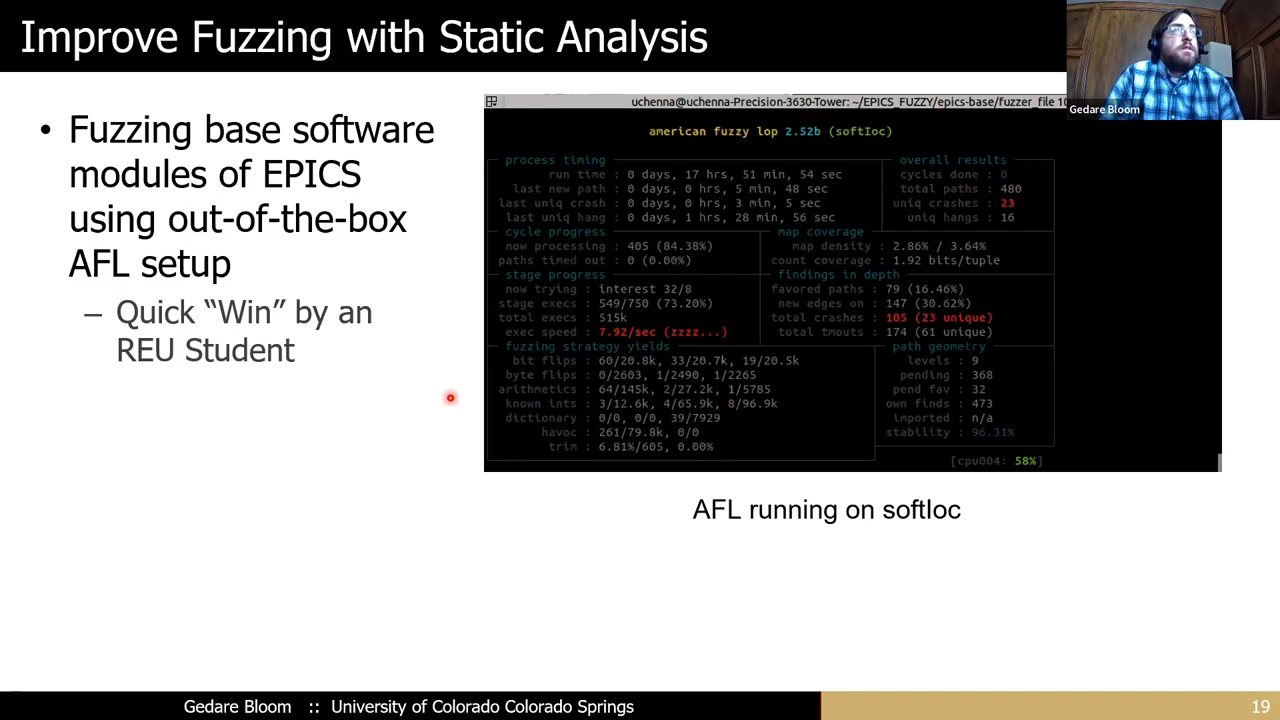 Improve Fuzzing with Static Analysis
Gedare Bloom
• Fuzzing base software
modules of EPICS
using out-of-the-box
AFL setup
– Quick “Win” by an
REU Student
uchenna@uchenna-Precision-3630-Tower: ~/EPICS_FUZZY/epics-base/fuzzer_file 10
american fuzzy lop 2.52b (softIoc)
process timing
run time : 0 days, 17 hrs, 51 min, 54 sec
last new path : 0 days, 0 hrs, 5 min, 48 sec
last uniq crash : 0 days, 0 hrs, 3 min, 5 sec
last uniq hang : 0 days, 1 hrs, 28 min, 56 sec
overall results
cycles done : 0
total paths : 480
uniq crashes : 23
uniq hangs : 16
cycle progress
now processing : 405 (84.38%)
paths timed out : 0 (0.00%)
map coverage
map density : 2.86% / 3.64%
count coverage : 1.92 bits/tuple
stage progress
now trying : interest 32/8
stage execs : 549/750 (73.20%)
total execs : 515k
exec speed : 7.92/sec (zzzz...)
findings in depth
favored paths : 79 (16.46%)
new edges on : 147 (30.62%)
total crashes : 105 (23 unique)
total tmouts : 174 (61 unique)
fuzzing strategy yields
bit flips : 60/20.8k, 33/20.7k, 19/20.5k
byte flips : 0/2603, 1/2490, 1/2265
arithmetics : 64/145k, 2/27.2k, 1/5785
known ints : 3/12.6k, 4/65.9k, 8/96.9k
dictionary : 0/0, 0/0, 39/7929
havoc : 261/79.8k, 0/0
trim : 6.81%/605, 0.00%
path geometry
levels : 9
pending : 368
pend fav : 32
own finds : 473
imported : n/a
stability : 96.31%
[cpu004: 58%]
AFL running on softIoc
Gedare Bloom :: University of Colorado Colorado Springs
19